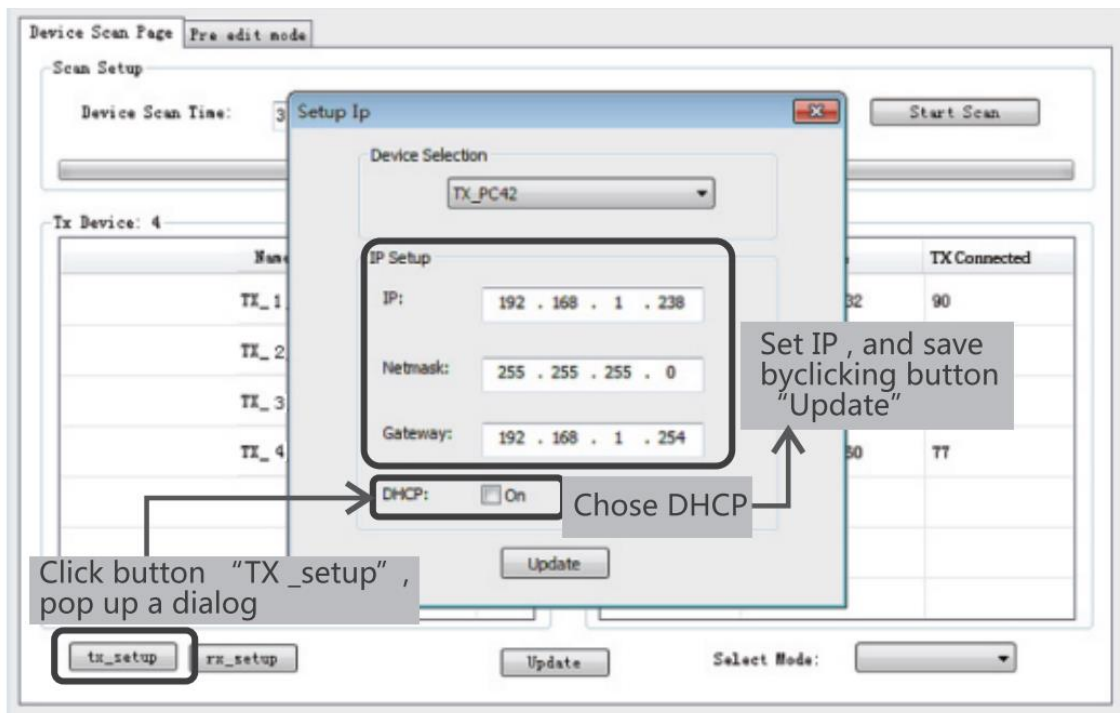 Device Scan Page Pre edit mode
Scan Setup
Device Scan Time: 3 Start Scan
Setup Ip
Device Selection
TX_PC42
Tx Device: 4
TX Connected
IP Setup
TX_1 IP: 192 . 168 . 1 . 238 32 90
TX_2 Netmask: 255 . 255 . 255 . 0
TX_3
TX_4 Gateway: 192 . 168 . 1 . 254 60 77
Set IP , and save
byclicking button
“Update”
DHCP: On
Chose DHCP
Click button “TX _setup” ,
pop up a dialog
Update
tx_setup rx_setup Update Select Mode: